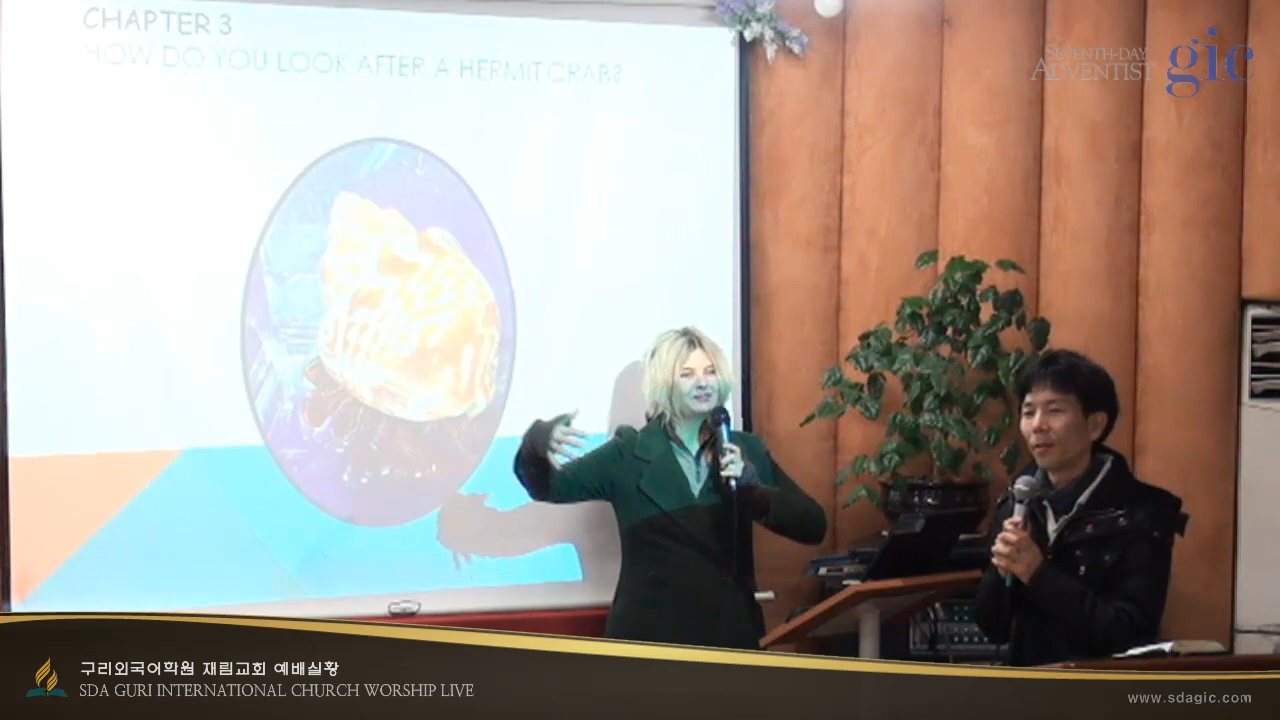 CHAPTER 3
HOW DO YOU LOOK AFTER A HERMIT CRAB?
SEVENTH-DAY
ADVENTIST gic
구리외국어학원 재림교회 예배실황
SDA GURI INTERNATIONAL CHURCH WORSHIP LIVE
www.sdagic.com